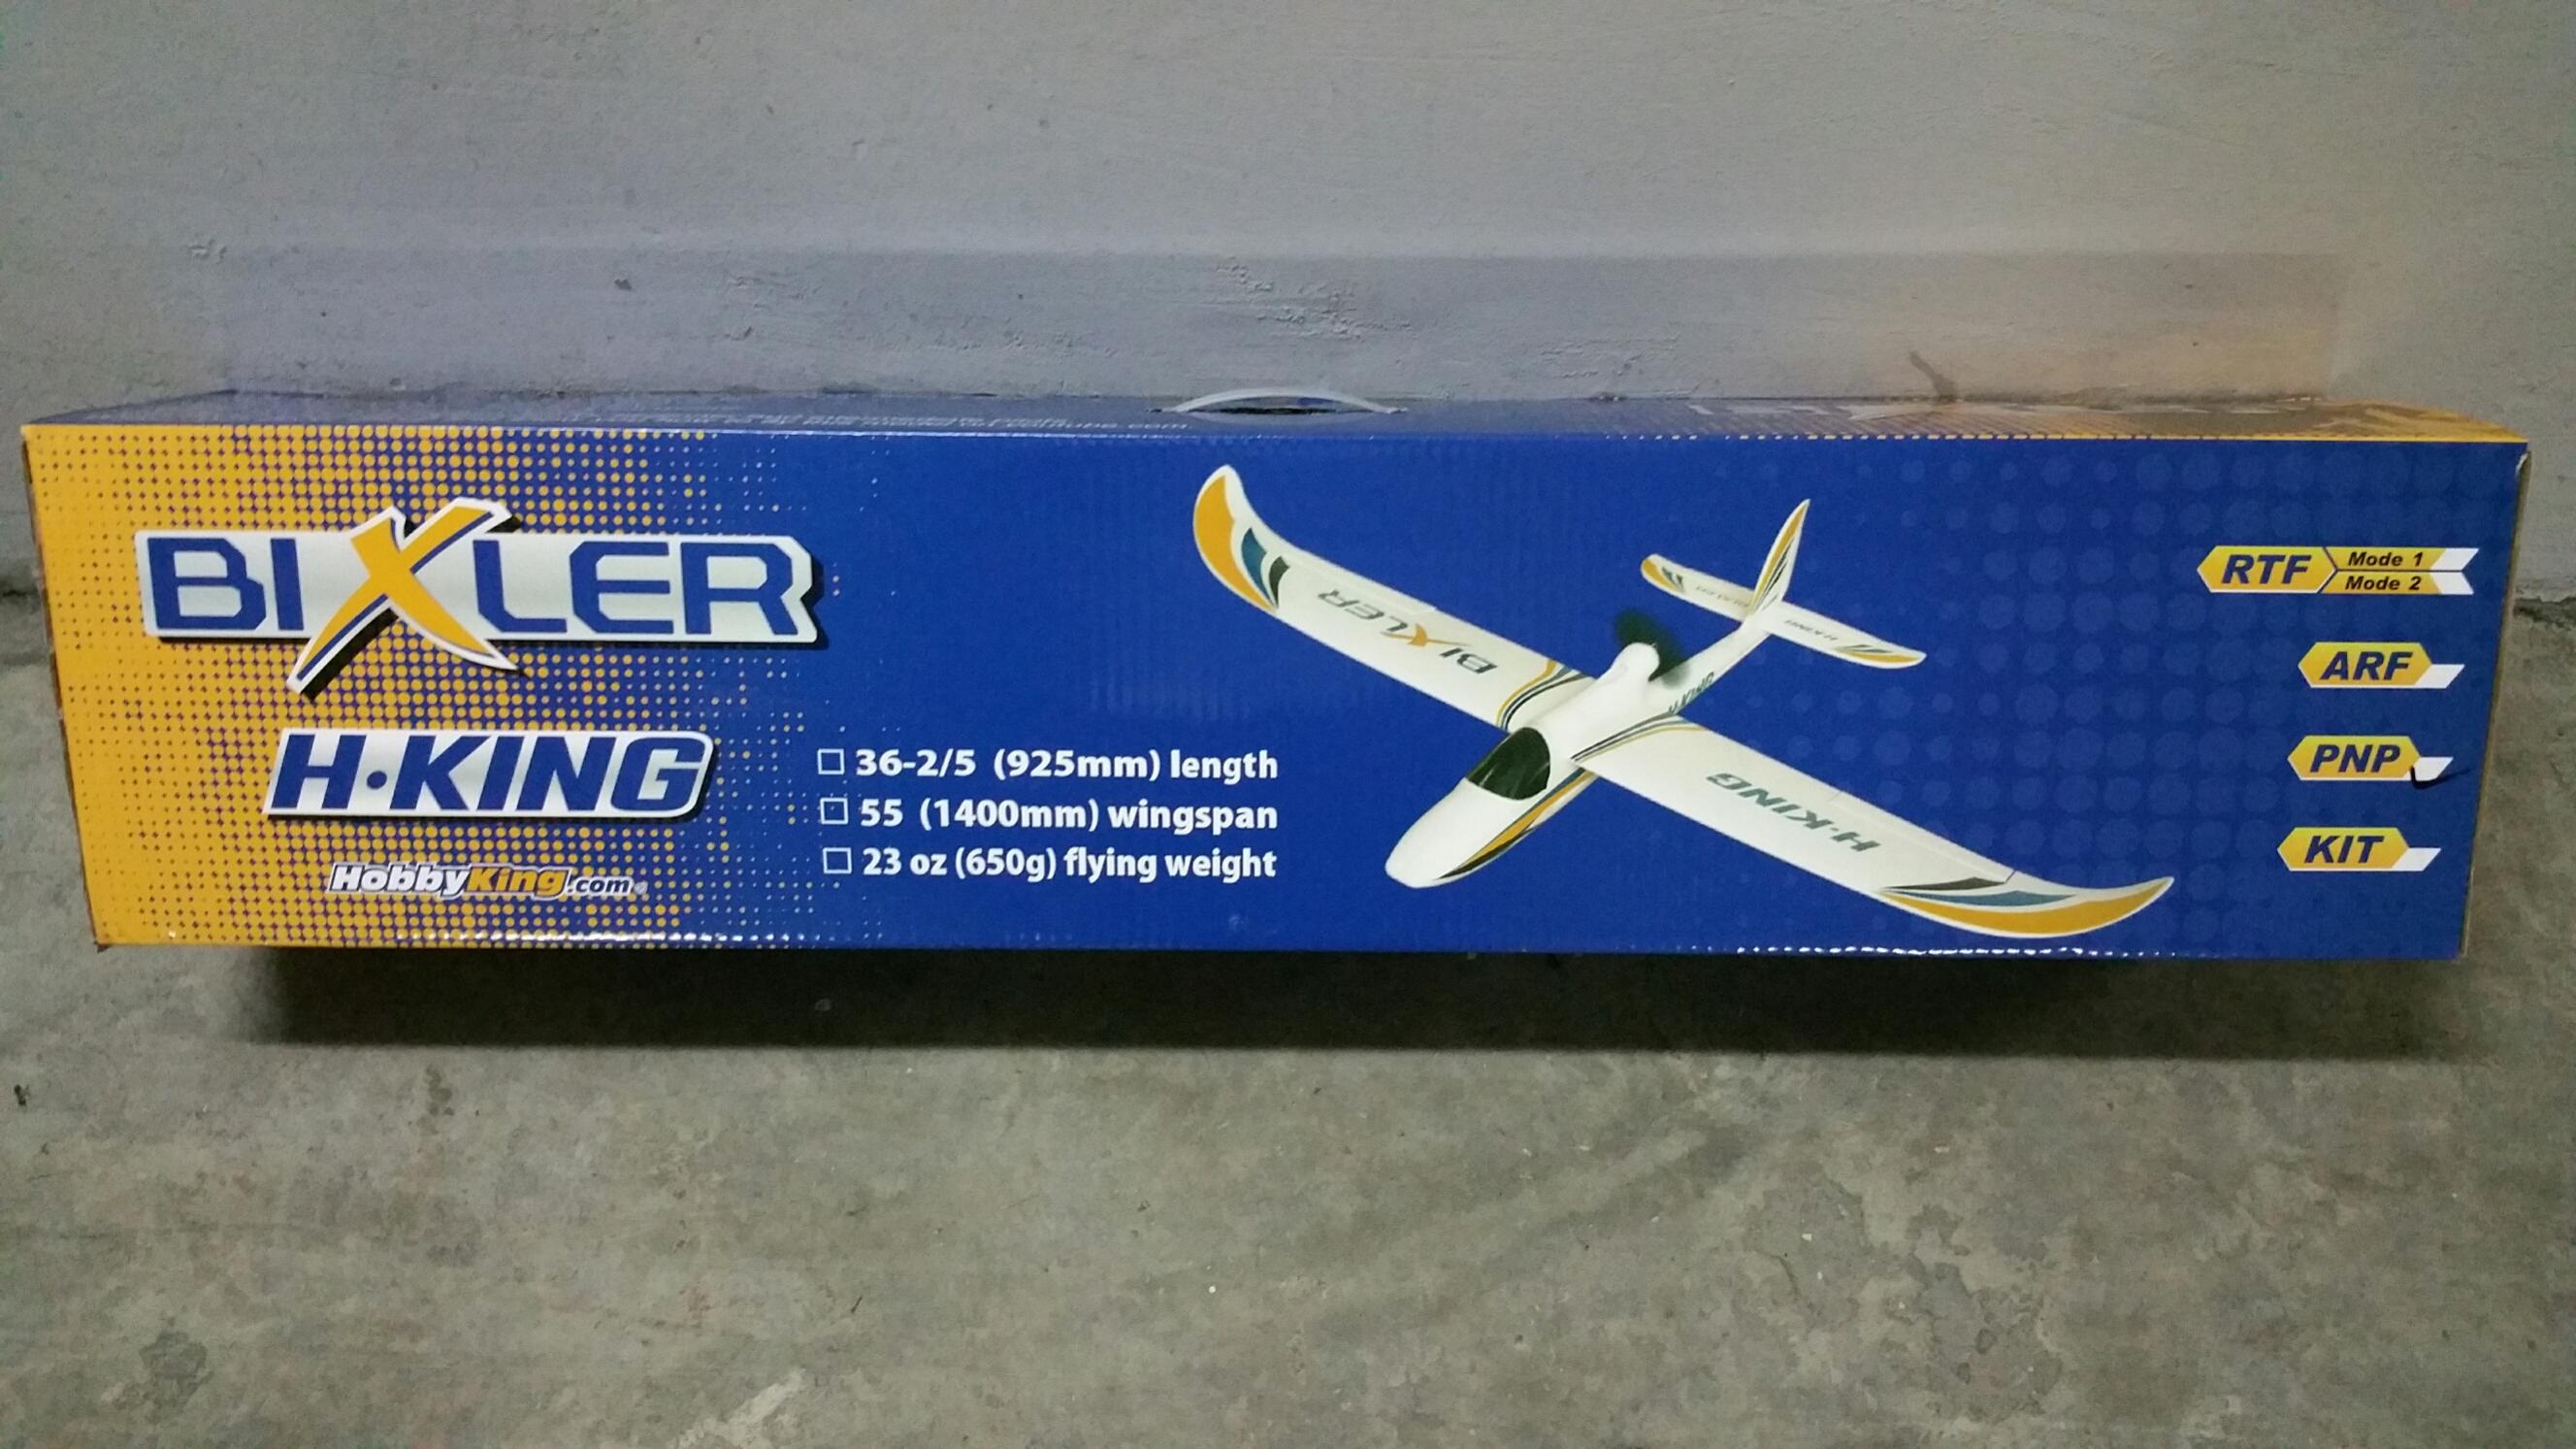 BIXLER
H·KING
HobbyKing.com
36-2/5 (925mm) length
55 (1400mm) wingspan
23 oz (650g) flying weight
BIXLER
H·KING
H·KING
RTF Mode 1
Mode 2
ARF
PNP
KIT